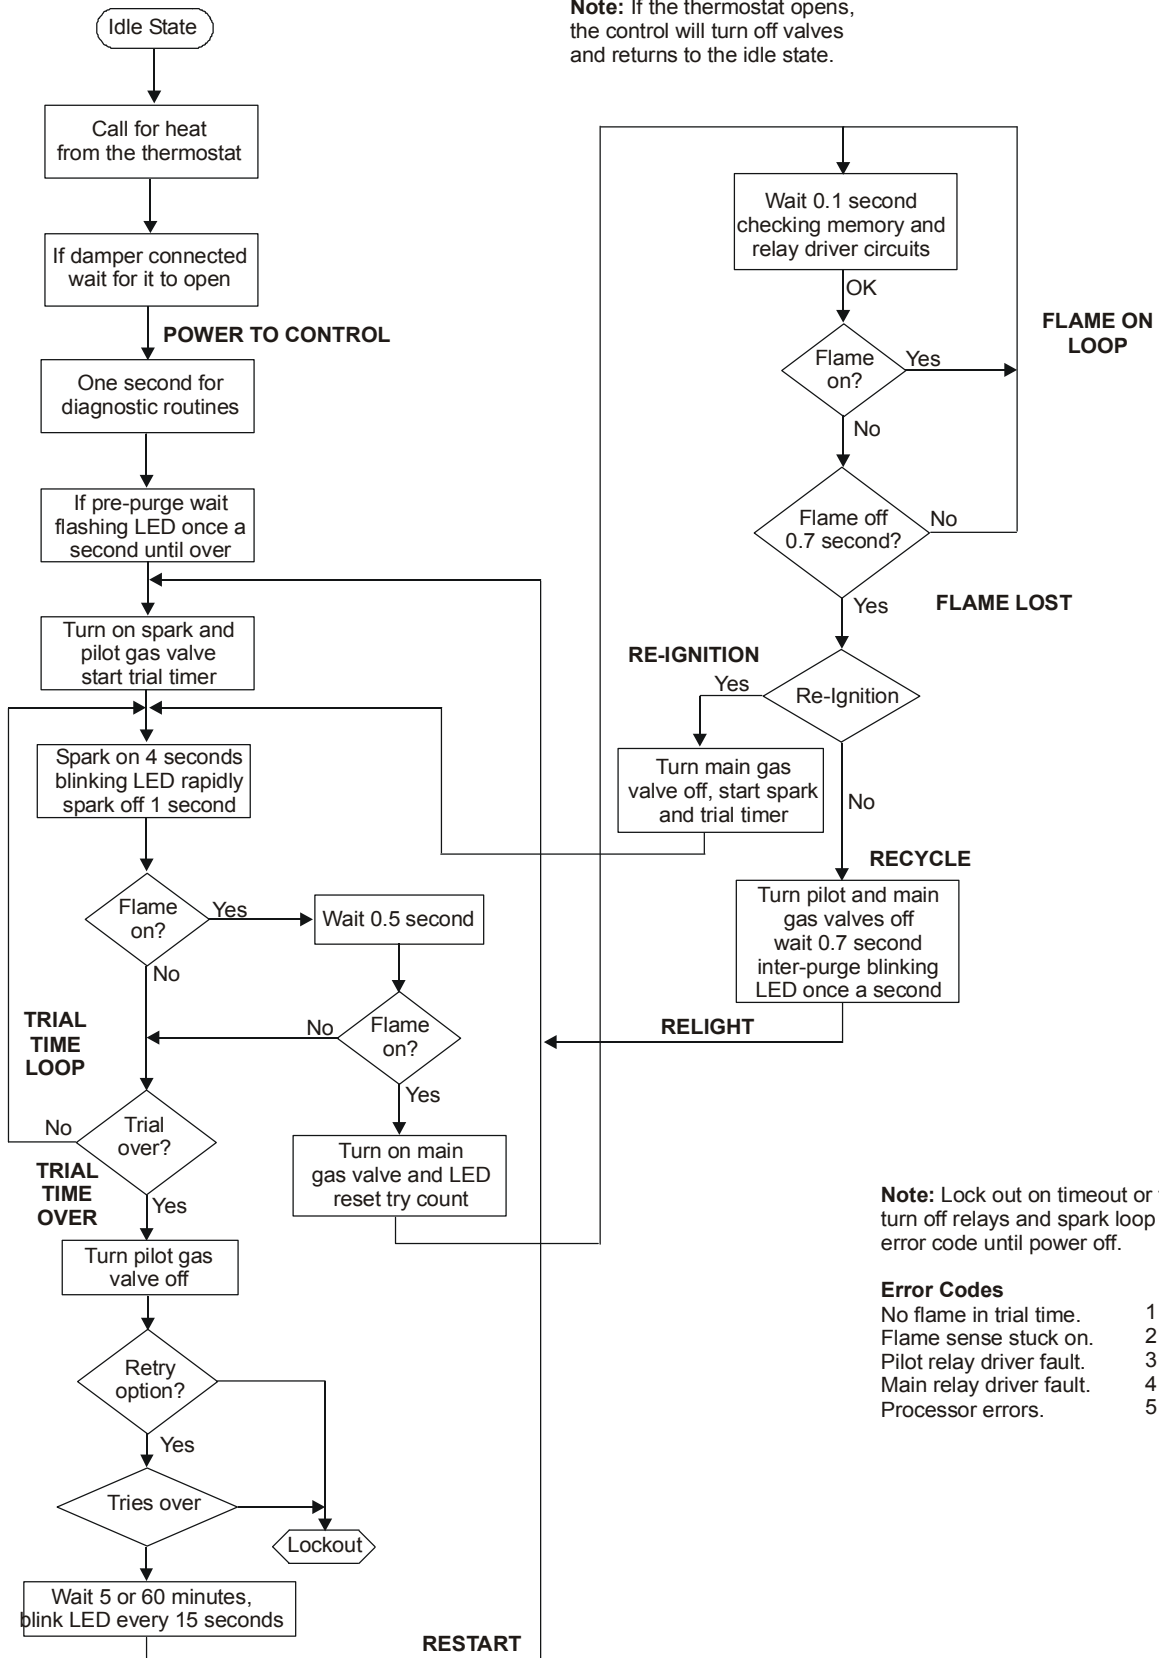 Idle State
Note: If the thermostat opens,
the control will turn off valves
and returns to the idle state.
Call for heat
from the thermostat
If damper connected
wait for it to open
POWER TO CONTROL
One second for
diagnostic routines
If pre-purge wait
flashing LED once a
second until over
Turn on spark and
pilot gas valve
start trial timer
Spark on 4 seconds
blinking LED rapidly
spark off 1 second
Flame
on?
Yes
No
Wait 0.5 second
Flame
on?
No
Yes
TRIAL
TIME
LOOP
Trial
over?
No
TRIAL
TIME
OVER
Yes
Turn on main
gas valve and LED
reset try count
Turn pilot gas
valve off
Retry
option?
Yes
Tries over
Lockout
Wait 5 or 60 minutes,
blink LED every 15 seconds
RESTART
Wait 0.1 second
checking memory and
relay driver circuits
OK
Flame
on?
Yes
FLAME ON
LOOP
No
Flame off
0.7 second?
No
Yes
FLAME LOST
RE-IGNITION
Yes
Re-Ignition
Turn main gas
valve off, start spark
and trial timer
No
RECYCLE
Turn pilot and main
gas valves off
wait 0.7 second
inter-purge blinking
LED once a second
RELIGHT
Note: Lock out on timeout or
turn off relays and spark loop
error code until power off.
Error Codes
No flame in trial time. 1
Flame sense stuck on. 2
Pilot relay driver fault. 3
Main relay driver fault. 4
Processor errors. 5